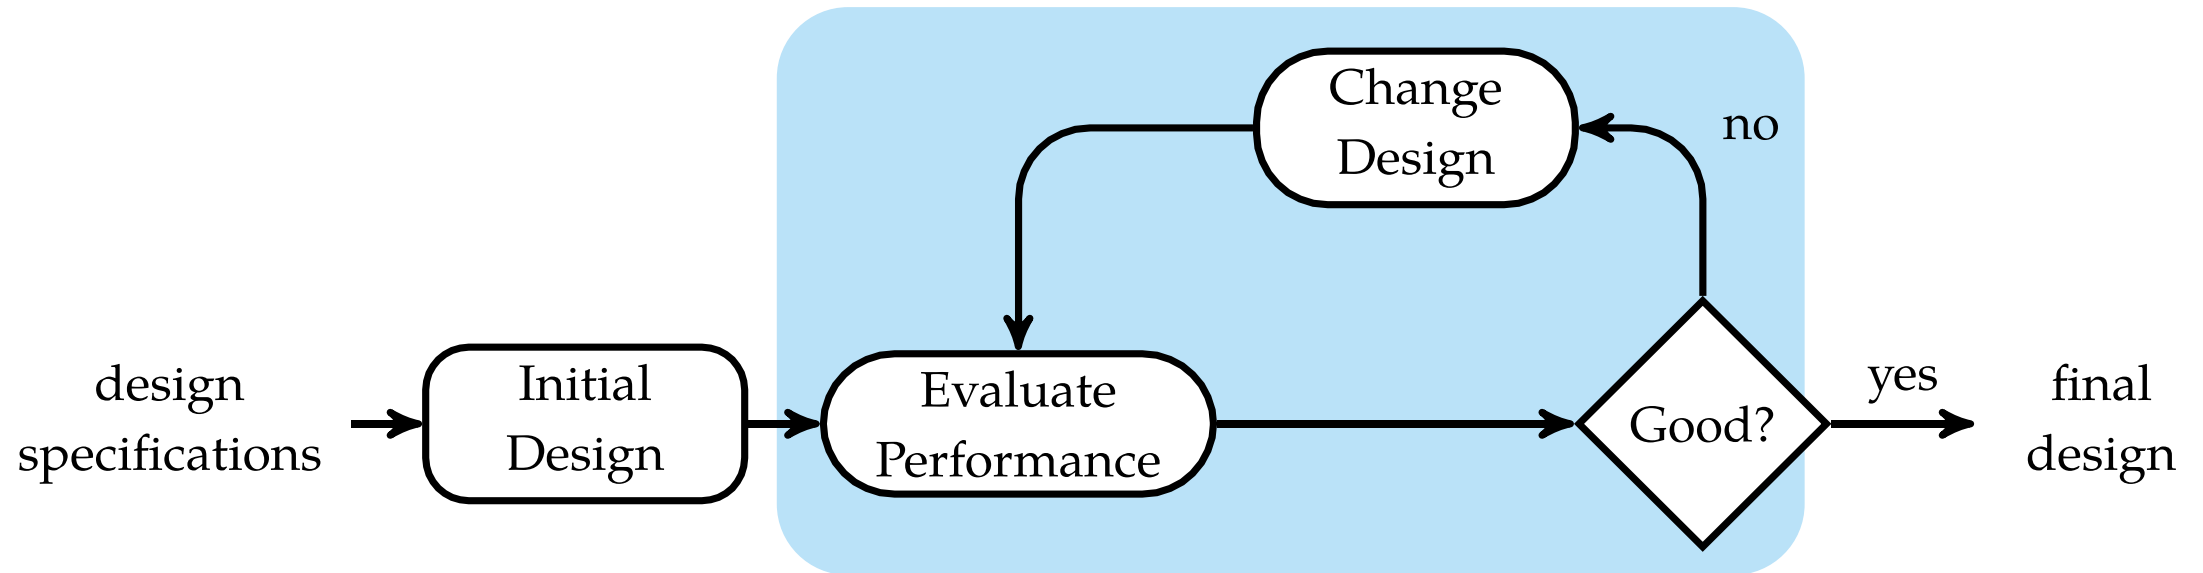 design
specifications
Initial
Design
Evaluate
Performance
Change
Design
no
Good?
yes
final
design